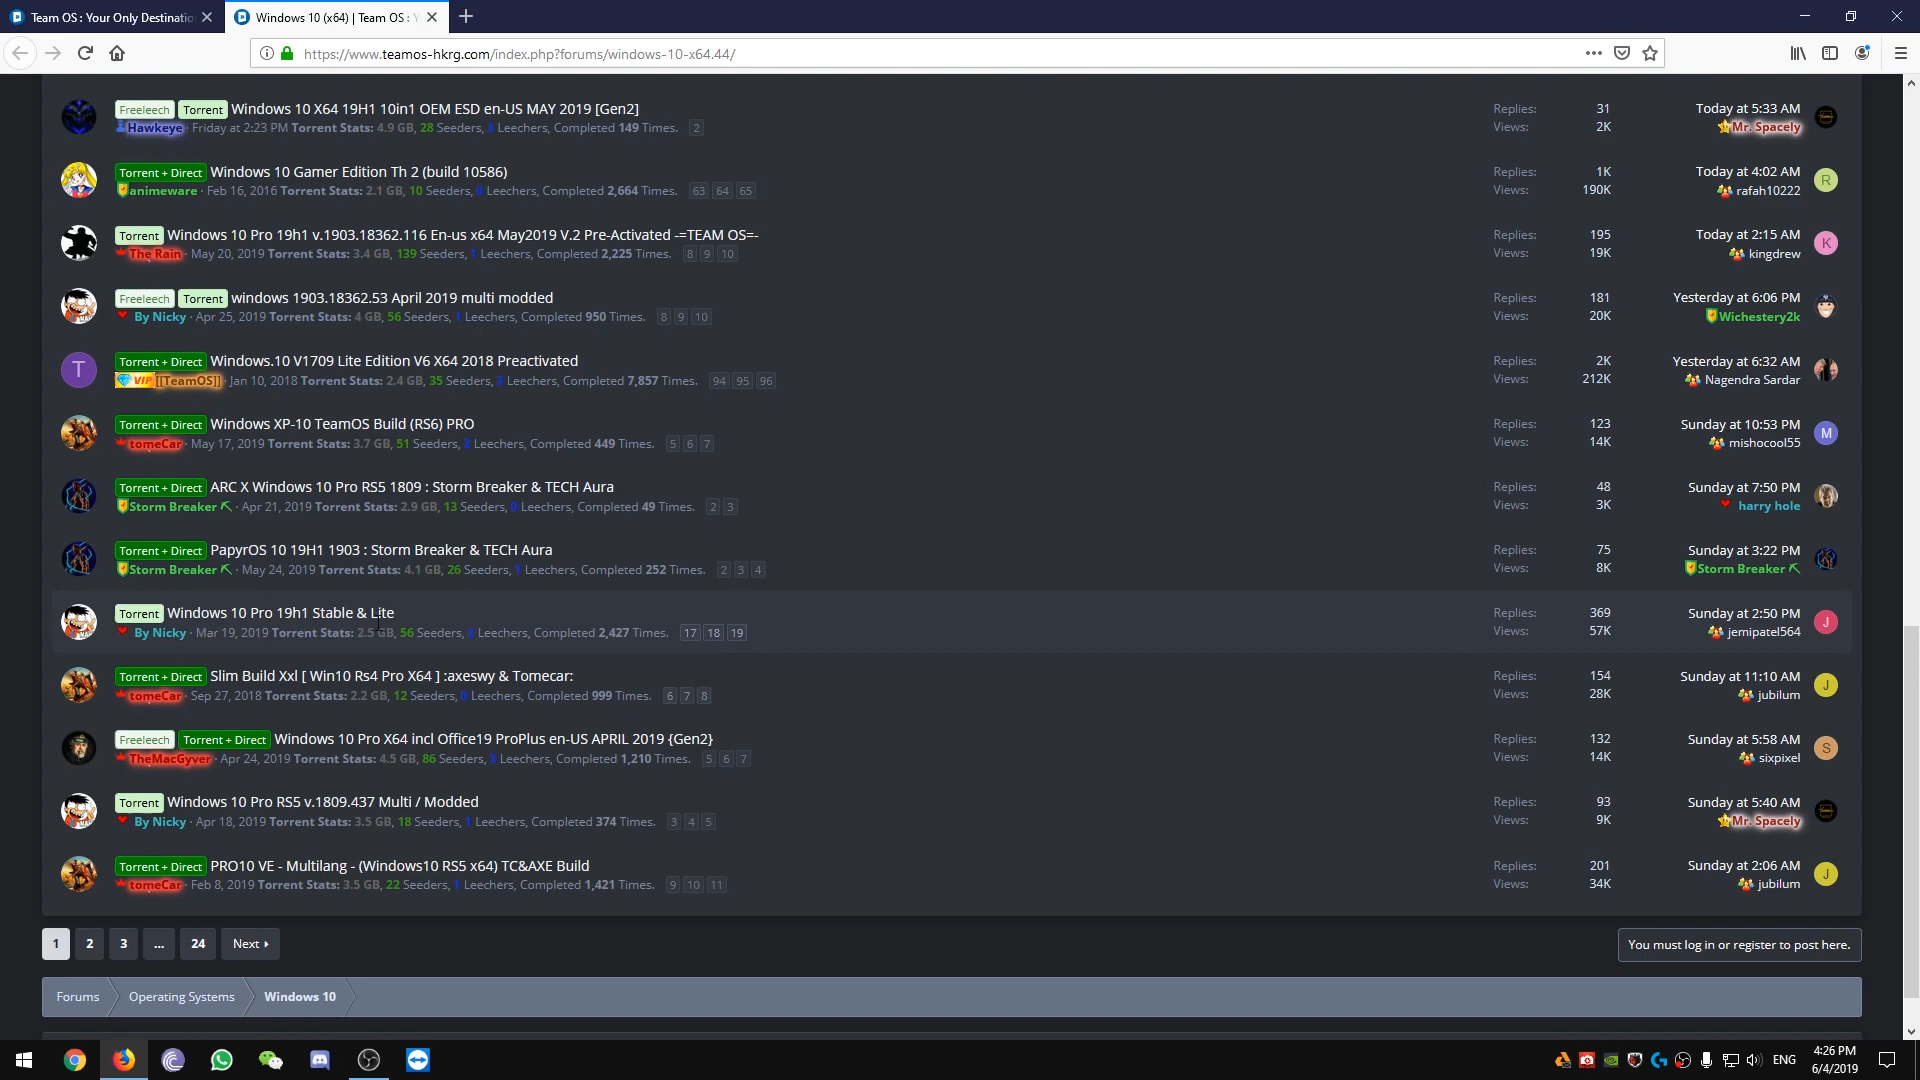 Team OS : Your Only Destinatio
Windows 10 (x64) | Team OS : Y
https://www.teamos-hkrg.com/index.php?forums/windows-10-x64.44/
Freeleech Torrent Windows 10 X64 19H1 10in1 OEM ESD en-US MAY 2019 [Gen2]
Hawkeye · Friday at 2:23 PM Torrent Stats: 4.9 GB, 28 Seeders, 3 Leechers, Completed 149 Times. 2
Replies: 31
Views: 2K
Today at 5:33 AM
Mr. Spacely
Torrent + Direct Windows 10 Gamer Edition Th 2 (build 10586)
animeware · Feb 16, 2016 Torrent Stats: 2.1 GB, 10 Seeders, 0 Leechers, Completed 2,664 Times. 63 64 65
Replies: 1K
Views: 190K
Today at 4:02 AM
rafah10222
R
Torrent Windows 10 Pro 19h1 v.1903.18362.116 En-us x64 May2019 V.2 Pre-Activated -=TEAM OS=-
The Rain · May 20, 2019 Torrent Stats: 3.4 GB, 139 Seeders, 1 Leechers, Completed 2,225 Times. 8 9 10
Replies: 195
Views: 19K
Today at 2:15 AM
kingdrew
K
Freeleech Torrent windows 1903.18362.53 April 2019 multi modded
By Nicky · Apr 25, 2019 Torrent Stats: 4 GB, 56 Seeders, 1 Leechers, Completed 950 Times. 8 9 10
Replies: 181
Views: 20K
Yesterday at 6:06 PM
Wichestery2k
T
Torrent + Direct Windows.10 V1709 Lite Edition V6 X64 2018 Preactivated
VIP [[TeamOS]] · Jan 10, 2018 Torrent Stats: 2.4 GB, 35 Seeders, 3 Leechers, Completed 7,857 Times. 94 95 96
Replies: 2K
Views: 212K
Yesterday at 6:32 AM
Nagendra Sardar
Torrent + Direct Windows XP-10 TeamOS Build (RS6) PRO
tomeCar · May 17, 2019 Torrent Stats: 3.7 GB, 51 Seeders, 2 Leechers, Completed 449 Times. 5 6 7
Replies: 123
Views: 14K
Sunday at 10:53 PM
mishocool55
M
Torrent + Direct ARC X Windows 10 Pro RS5 1809 : Storm Breaker & TECH Aura
Storm Breaker · Apr 21, 2019 Torrent Stats: 2.9 GB, 13 Seeders, 0 Leechers, Completed 49 Times. 2 3
Replies: 48
Views: 3K
Sunday at 7:50 PM
harry hole
Torrent + Direct PapyrOS 10 19H1 1903 : Storm Breaker & TECH Aura
Storm Breaker · May 24, 2019 Torrent Stats: 4.1 GB, 26 Seeders, 1 Leechers, Completed 252 Times. 2 3 4
Replies: 75
Views: 8K
Sunday at 3:22 PM
Storm Breaker
Torrent Windows 10 Pro 19h1 Stable & Lite
By Nicky · Mar 19, 2019 Torrent Stats: 2.5 GB, 56 Seeders, 2 Leechers, Completed 2,427 Times. 17 18 19
Replies: 369
Views: 57K
Sunday at 2:50 PM
jemipatel564
J
Torrent + Direct Slim Build Xxl [ Win10 Rs4 Pro X64 ] :axeswy & Tomecar:
tomeCar · Sep 27, 2018 Torrent Stats: 2.2 GB, 12 Seeders, 0 Leechers, Completed 999 Times. 6 7 8
Replies: 154
Views: 28K
Sunday at 11:10 AM
jubilum
J
Freeleech Torrent + Direct Windows 10 Pro X64 incl Office19 ProPlus en-US APRIL 2019 {Gen2}
TheMacGyver · Apr 24, 2019 Torrent Stats: 4.5 GB, 86 Seeders, 3 Leechers, Completed 1,210 Times. 5 6 7
Replies: 132
Views: 14K
Sunday at 5:58 AM
sixpixel
S
Torrent Windows 10 Pro RS5 v.1809.437 Multi / Modded
By Nicky · Apr 18, 2019 Torrent Stats: 3.5 GB, 18 Seeders, 1 Leechers, Completed 374 Times. 3 4 5
Replies: 93
Views: 9K
Sunday at 5:40 AM
Mr. Spacely
Torrent + Direct PRO10 VE - Multilang - (Windows10 RS5 x64) TC&AXE Build
tomeCar · Feb 8, 2019 Torrent Stats: 3.5 GB, 22 Seeders, 1 Leechers, Completed 1,421 Times. 9 10 11
Replies: 201
Views: 34K
Sunday at 2:06 AM
jubilum
J
1 2 3 ... 24 Next
You must log in or register to post here.
Forums Operating Systems Windows 10
ENG
4:26 PM
6/4/2019